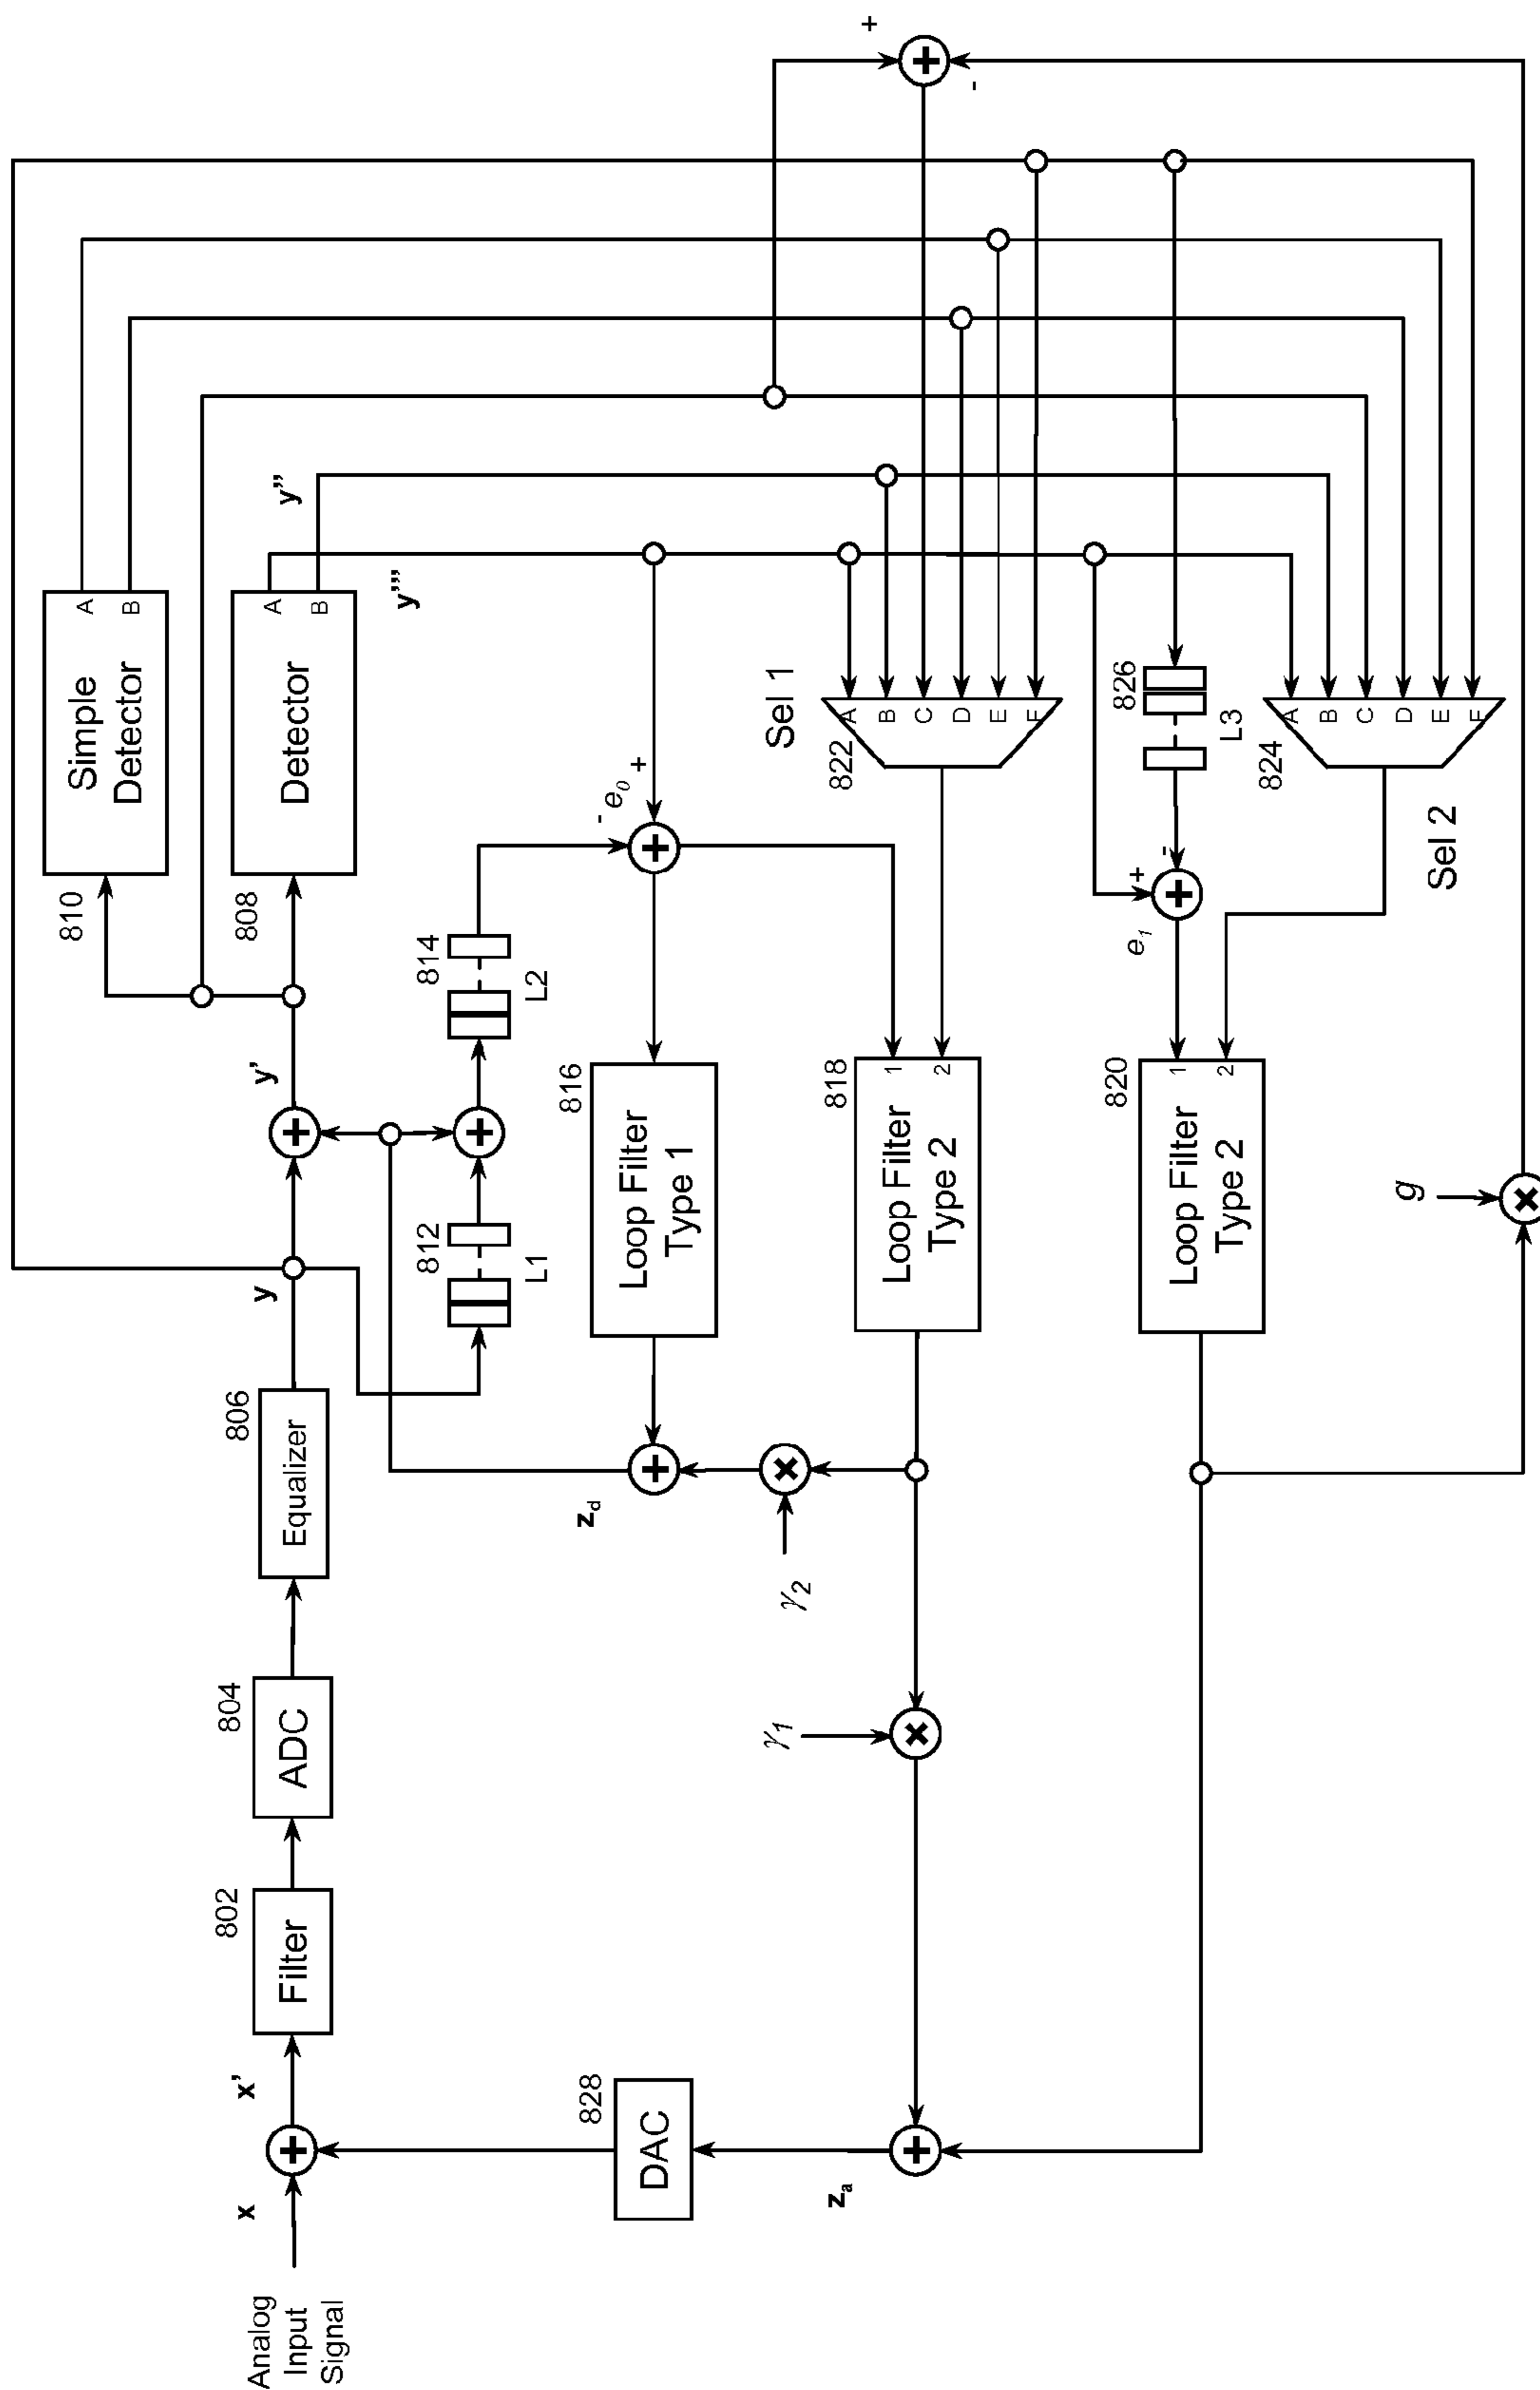 Analog
Input
Signal
x
x'
802
Filter
804
ADC
806
Equalizer
y
y'
810
Simple
Detector
A
B
808
Detector
A
B
y''
y'''
812
L1
814
L2
- e0 +
816
Loop Filter
Type 1
zd
γ2
818
Loop Filter
Type 2
1
2
822
Sel 1
A
B
C
D
E
F
+
-
828
DAC
za
γ1
820
Loop Filter
Type 2
1
2
e1
+
-
826
L3
824
Sel 2
A
B
C
D
E
F
g